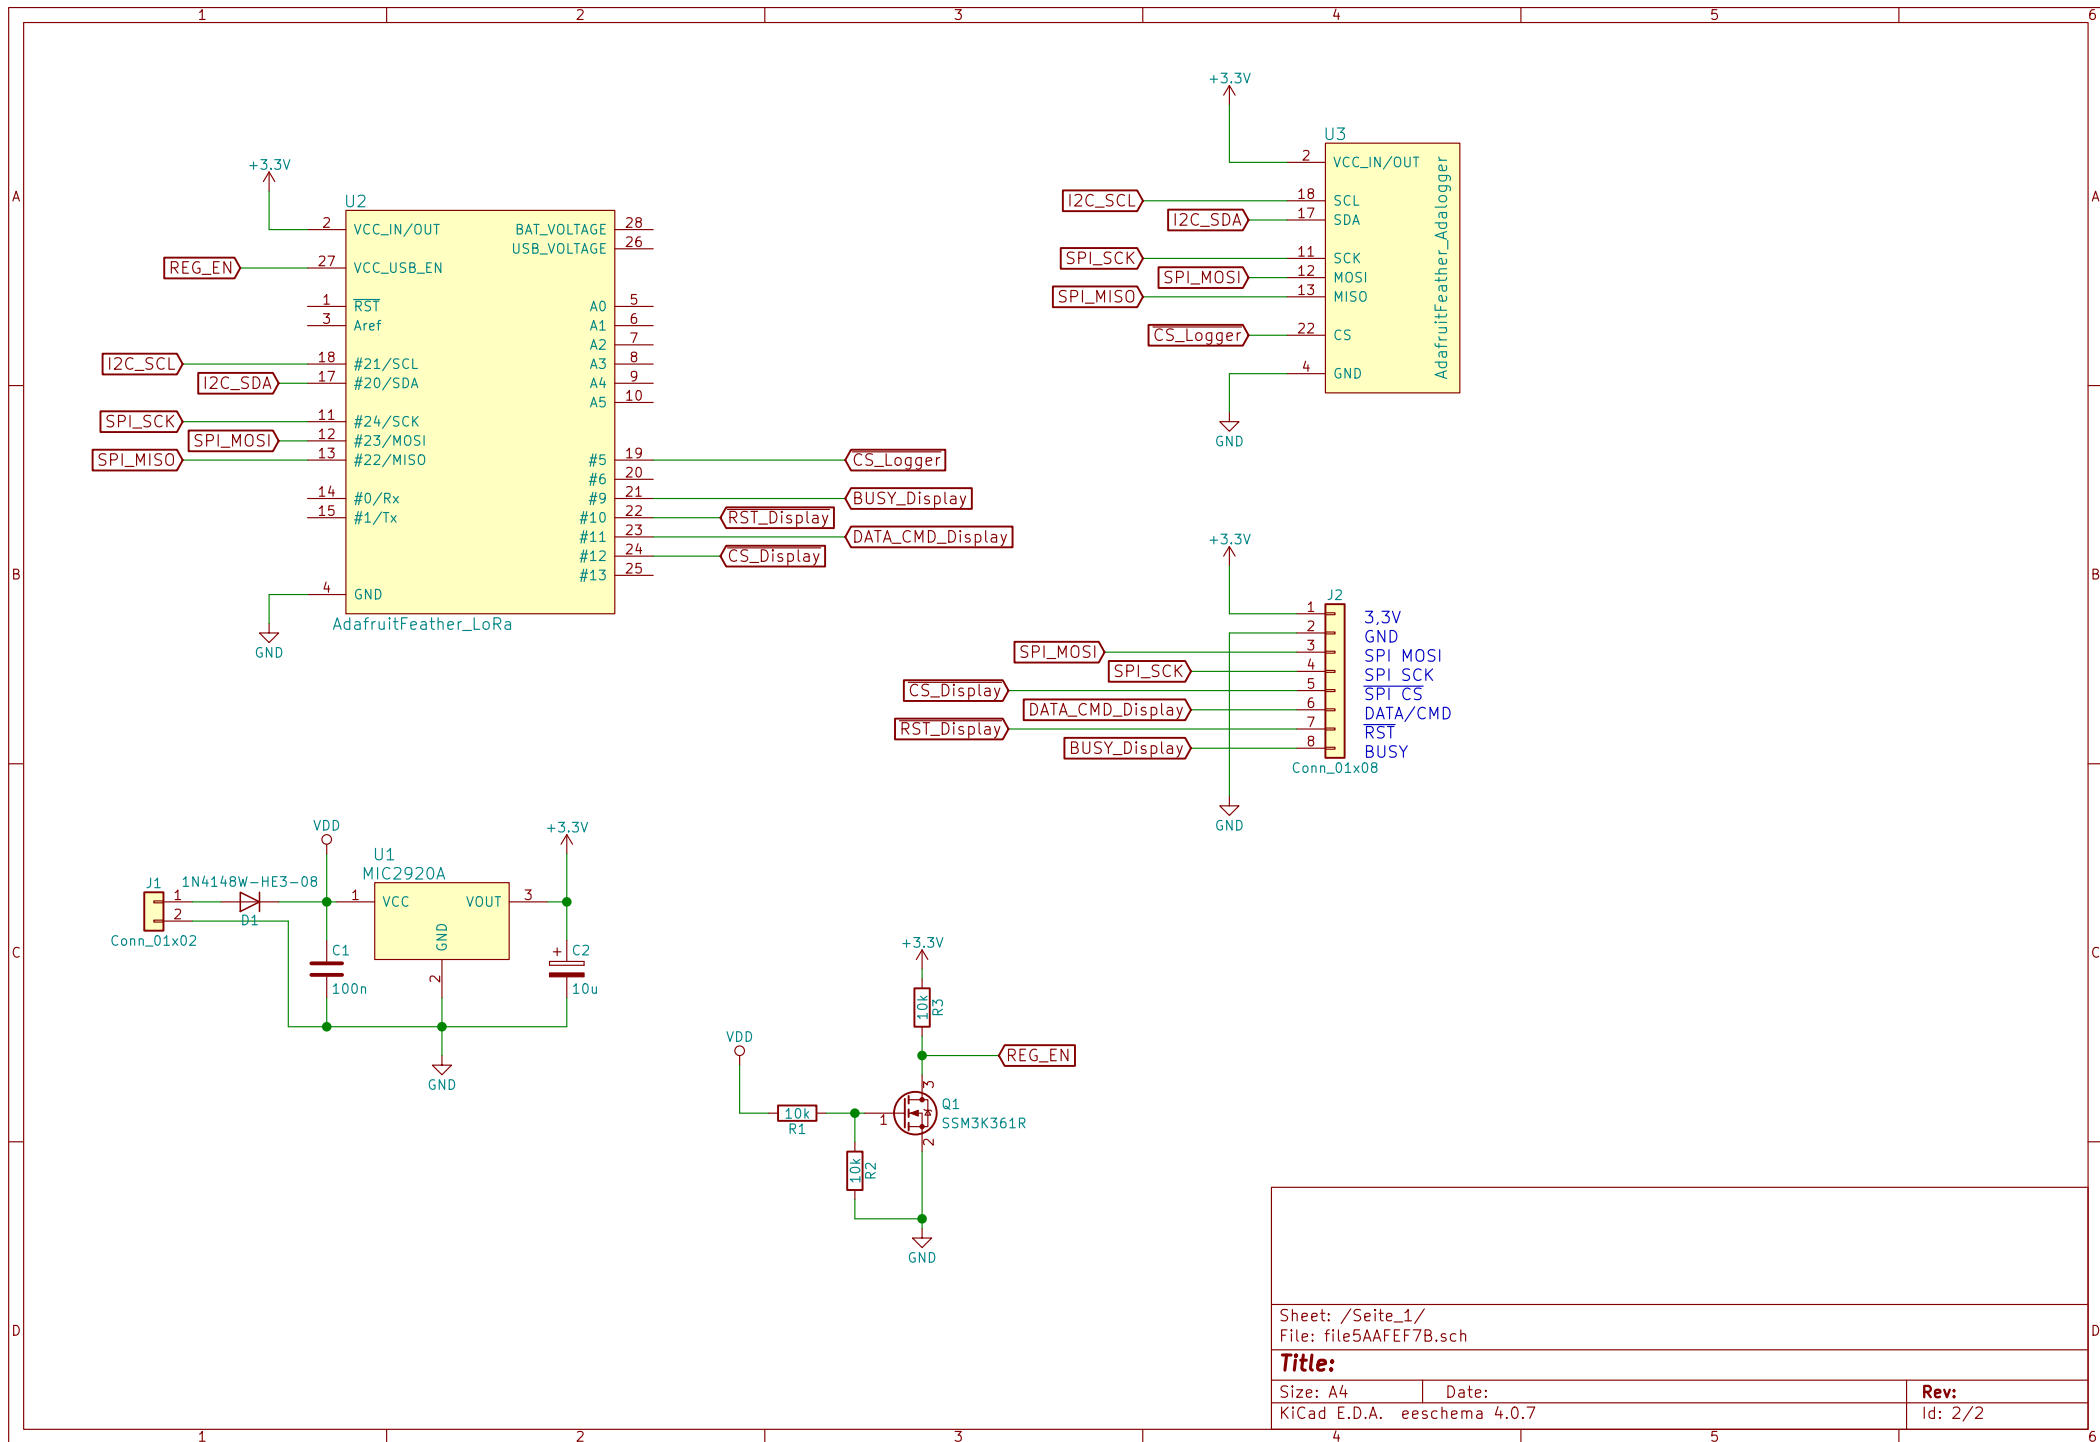 1 2 3 4 5 6
A
B
C
D
A
B
C
D
+3.3V
U2
2 VCC_IN/OUT
27 VCC_USB_EN
REG_EN
1 RST
3 Aref
I2C_SCL 18 #21/SCL
I2C_SDA 17 #20/SDA
SPI_SCK 11 #24/SCK
SPI_MOSI 12 #23/MOSI
SPI_MISO 13 #22/MISO
14 #0/Rx
15 #1/Tx
4 GND
GND
BAT_VOLTAGE 28
USB_VOLTAGE 26
A0 5
A1 6
A2 7
A3 8
A4 9
A5 10
#5 19 CS_Logger
#6 20
#9 21 BUSY_Display
#10 22 RST_Display
#11 23 DATA_CMD_Display
#12 24 CS_Display
#13 25
AdafruitFeather_LoRa
+3.3V
U3
2 VCC_IN/OUT
I2C_SCL 18 SCL
I2C_SDA 17 SDA
SPI_SCK 11 SCK
SPI_MOSI 12 MOSI
SPI_MISO 13 MISO
CS_Logger 22 CS
4 GND
GND
AdafruitFeather_Adalogger
+3.3V
J2
1 3,3V
2 GND
SPI_MOSI 3 SPI MOSI
SPI_SCK 4 SPI SCK
CS_Display 5 SPI CS
DATA_CMD_Display 6 DATA/CMD
RST_Display 7 RST
BUSY_Display 8 BUSY
Conn_01x08
GND
VDD
+3.3V
U1
MIC2920A
J1
1N4148W-HE3-08
1
2
D1
Conn_01x02
1 VCC
VOUT 3
GND
2
C1
100n
+ C2
10u
GND
+3.3V
10k
R3
VDD
REG_EN
3
10k
R1
1
Q1
SSM3K361R
2
10k
R2
GND
Sheet: /Seite_1/
File: file5AAFEF7B.sch
Title:
Size: A4 Date: Rev:
KiCad E.D.A. eeschema 4.0.7 Id: 2/2
1 2 3 4 5 6